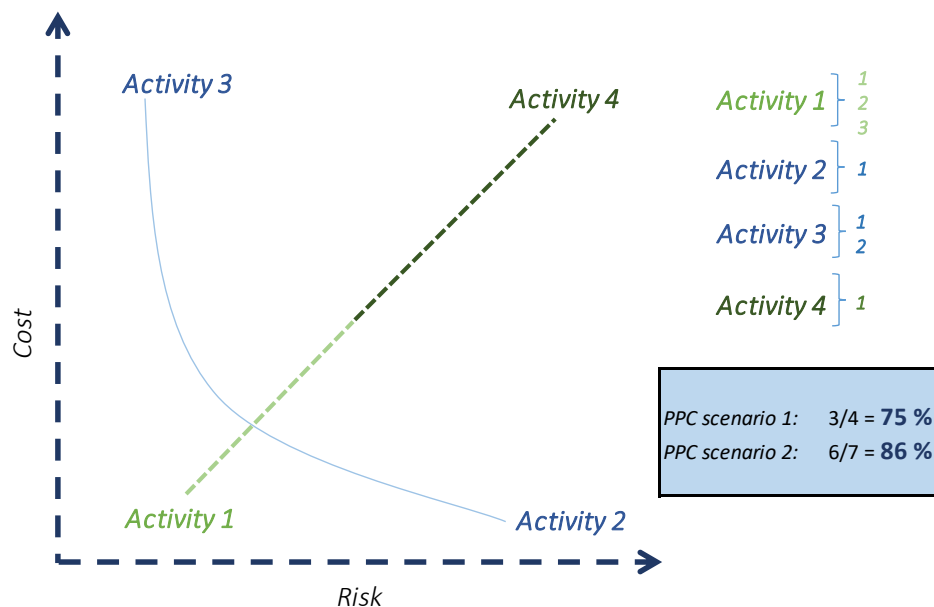 Activity 3
Activity 4
Cost
Activity 1
Activity 2
Risk
Activity 1
1
2
3
Activity 2
1
Activity 3
1
2
Activity 4
1
PPC scenario 1: 3/4 = 75 %
PPC scenario 2: 6/7 = 86 %